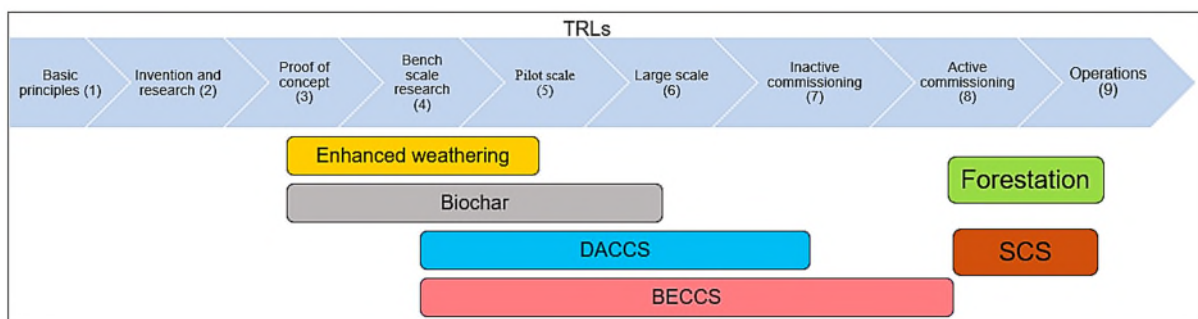 TRLs
Basic
principles (1)
Invention and
research (2)
Proof of
concept
(3)
Bench
scale
research
(4)
Pilot scale
(5)
Large scale
(6)
Inactive
commissioning
(7)
Active
commissioning
(8)
Operations
(9)
Enhanced weathering
Forestation
Biochar
DACCS
SCS
BECCS